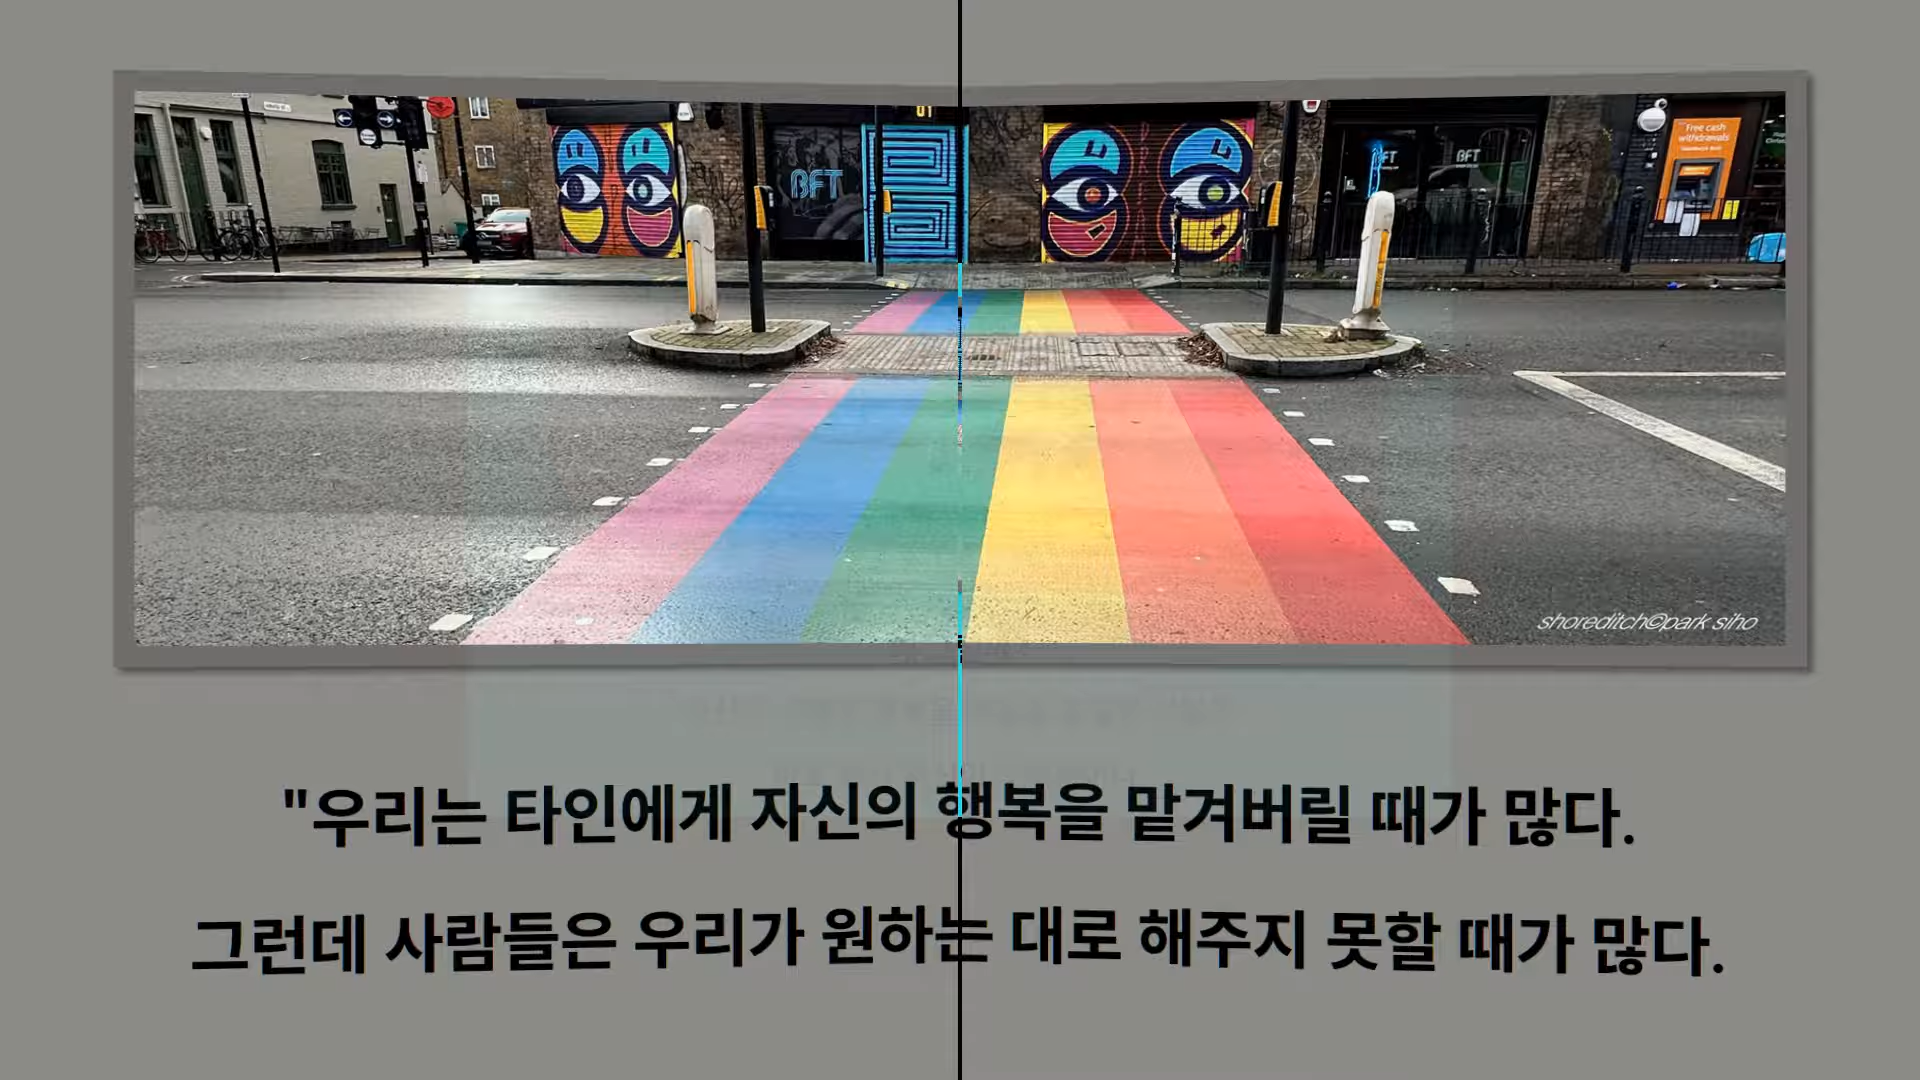 01
BFT
BFT
BFT
Free cash
withdrawals
shoreditch©park siho
"우리는 타인에게 자신의 행복을 맡겨버릴 때가 많다.
그런데 사람들은 우리가 원하는 대로 해주지 못할 때가 많다.